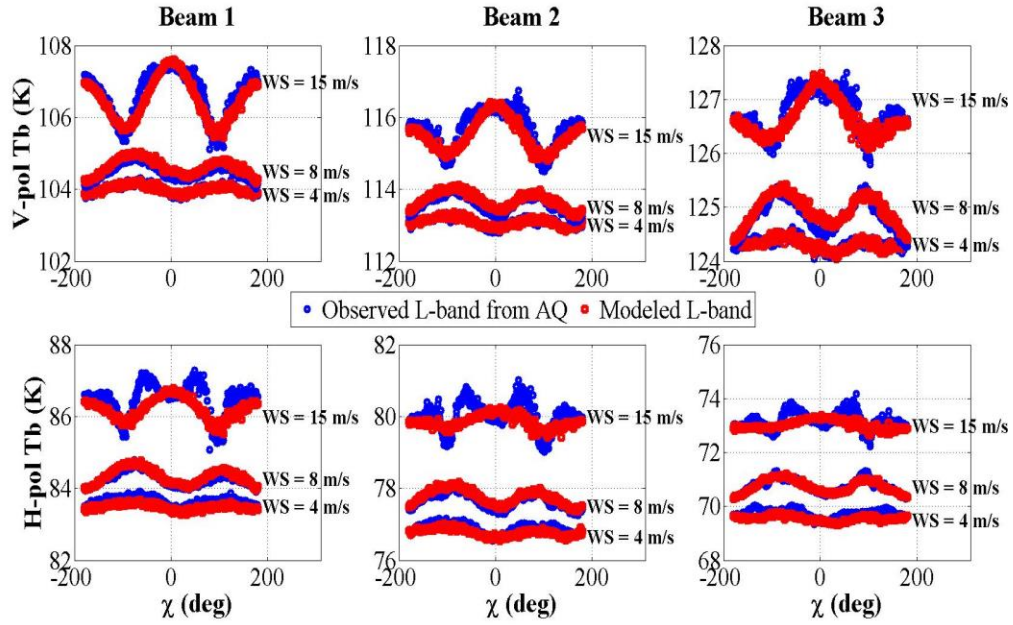 Beam 1
Beam 2
Beam 3
V-pol Tb (K)
108
106
104
102
-200
0
200
WS = 15 m/s
WS = 8 m/s
WS = 4 m/s
118
116
114
112
-200
0
200
WS = 15 m/s
WS = 8 m/s
WS = 4 m/s
128
127
126
125
124
-200
0
200
WS = 15 m/s
WS = 8 m/s
WS = 4 m/s
Observed L-band from AQ Modeled L-band
H-pol Tb (K)
88
86
84
82
-200
0
200
WS = 15 m/s
WS = 8 m/s
WS = 4 m/s
χ (deg)
82
80
78
76
-200
0
200
WS = 15 m/s
WS = 8 m/s
WS = 4 m/s
χ (deg)
76
74
72
70
68
-200
0
200
WS = 15 m/s
WS = 8 m/s
WS = 4 m/s
χ (deg)